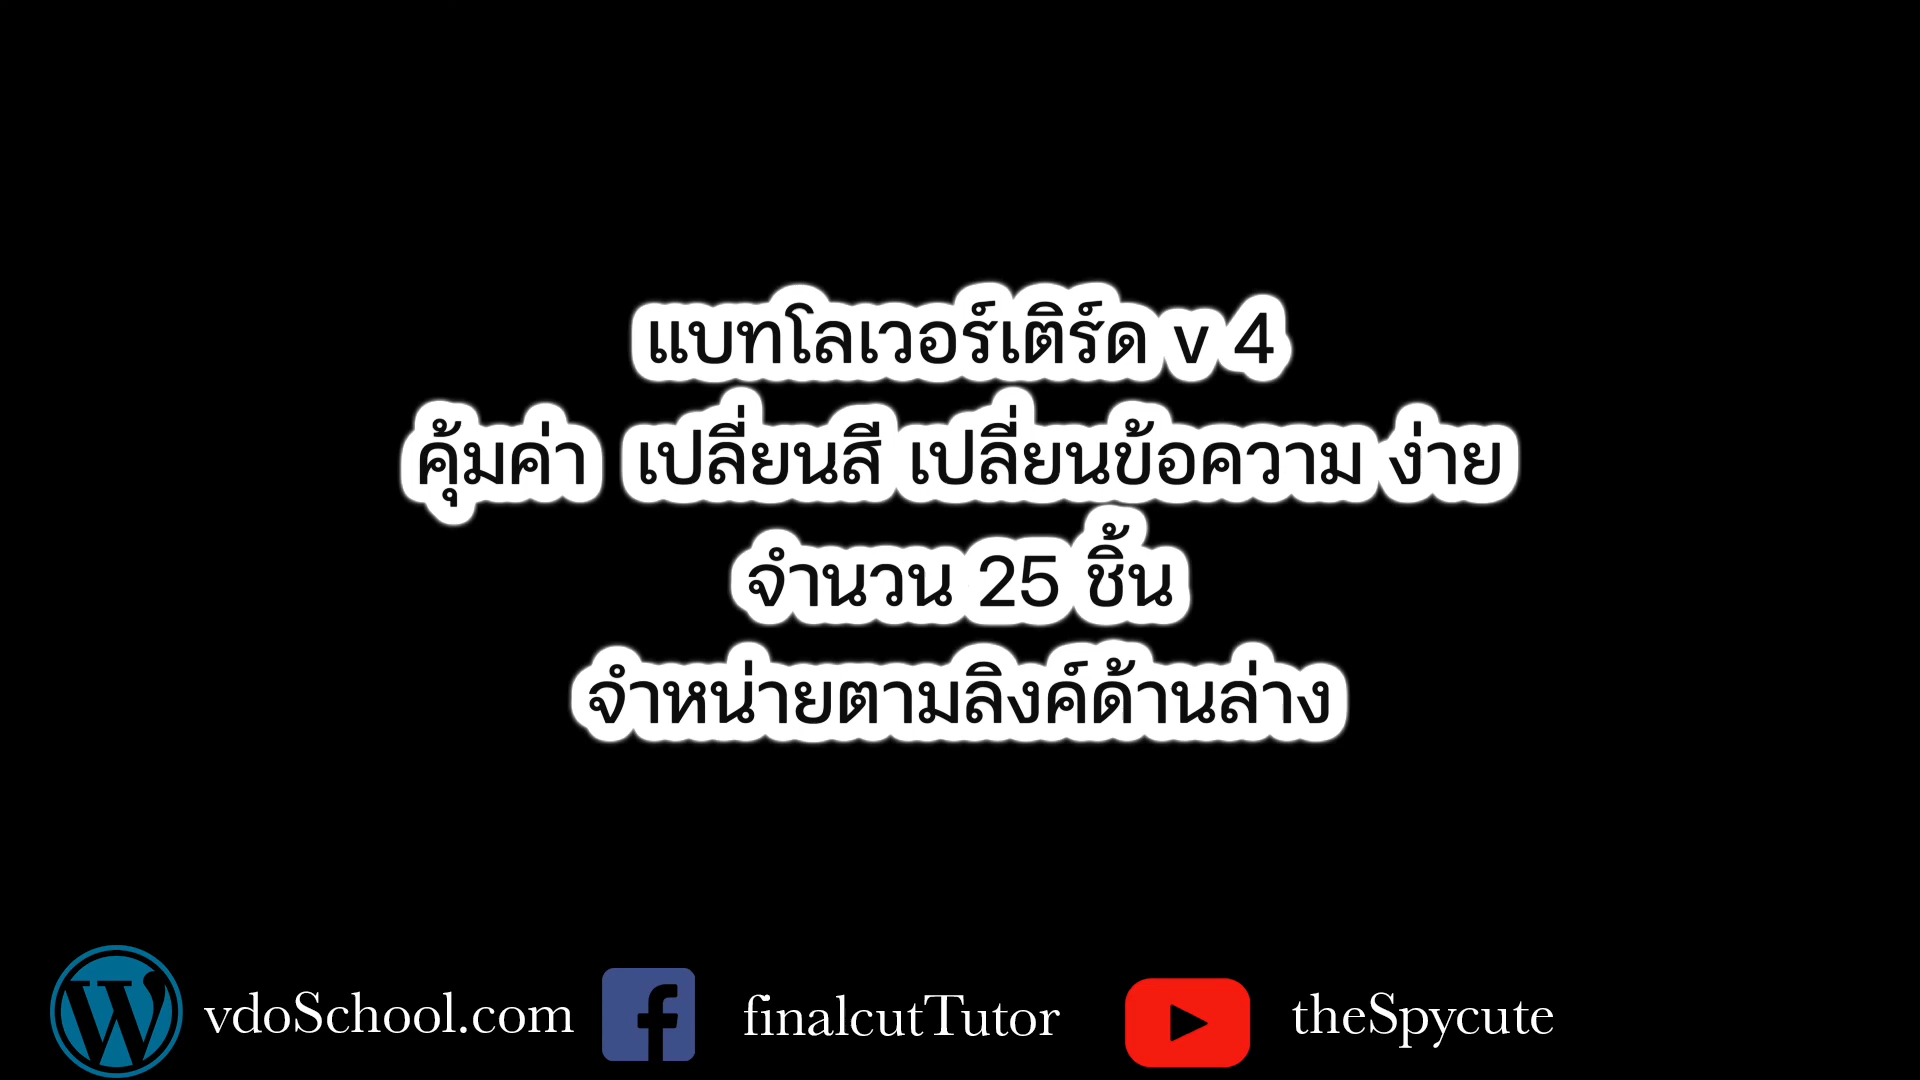 แบทโลเวอร์เติร์ด v 4
คุ้มค่า เปลี่ยนสี เปลี่ยนข้อความ ง่าย
จำนวน 25 ชิ้น
จำหน่ายตามลิงค์ด้านล่าง
vdoSchool.com finalcutTutor theSpycute